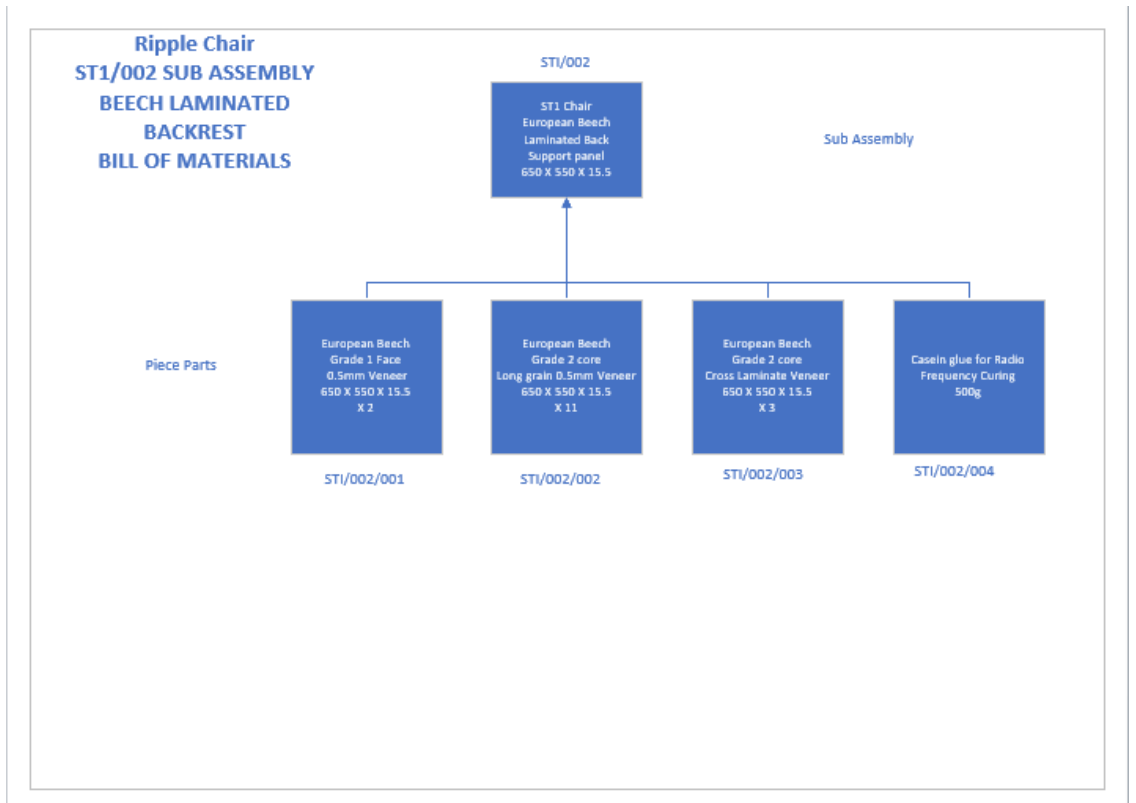 Ripple Chair
ST1/002 SUB ASSEMBLY
BEECH LAMINATED
BACKREST
BILL OF MATERIALS
STI/002
ST1 Chair
European Beech
Laminated Back
Support panel
650 X 550 X 15.5
Sub Assembly
Piece Parts
European Beech
Grade 1 Face
0.5mm Veneer
650 X 550 X 15.5
X 2
STI/002/001
European Beech
Grade 2 core
Long grain 0.5mm Veneer
650 X 550 X 15.5
X 11
STI/002/002
European Beech
Grade 2 core
Cross Laminate Veneer
650 X 550 X 15.5
X 3
STI/002/003
Casein glue for Radio
Frequency Curing
500g
STI/002/004